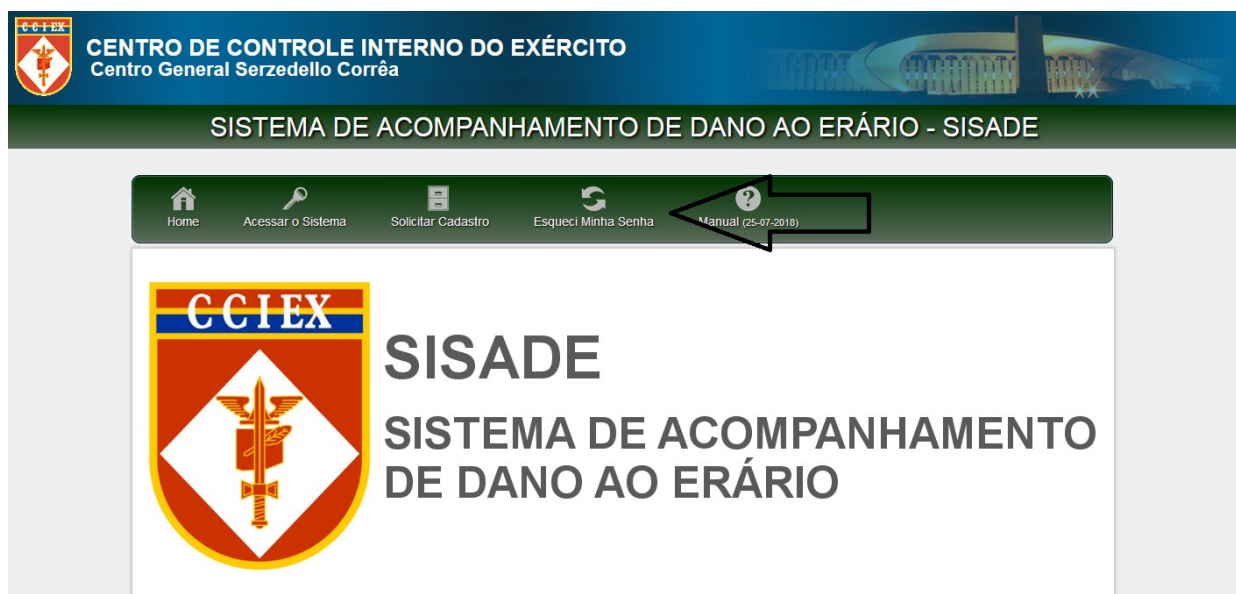 CCIEX
CENTRO DE CONTROLE INTERNO DO EXÉRCITO
Centro General Serzedello Corrêa
SISTEMA DE ACOMPANHAMENTO DE DANO AO ERÁRIO - SISADE
Home Acessar o Sistema Solicitar Cadastro Esqueci Minha Senha Manual (25-07-2018)
CCIEX
SISADE
SISTEMA DE ACOMPANHAMENTO
DE DANO AO ERÁRIO